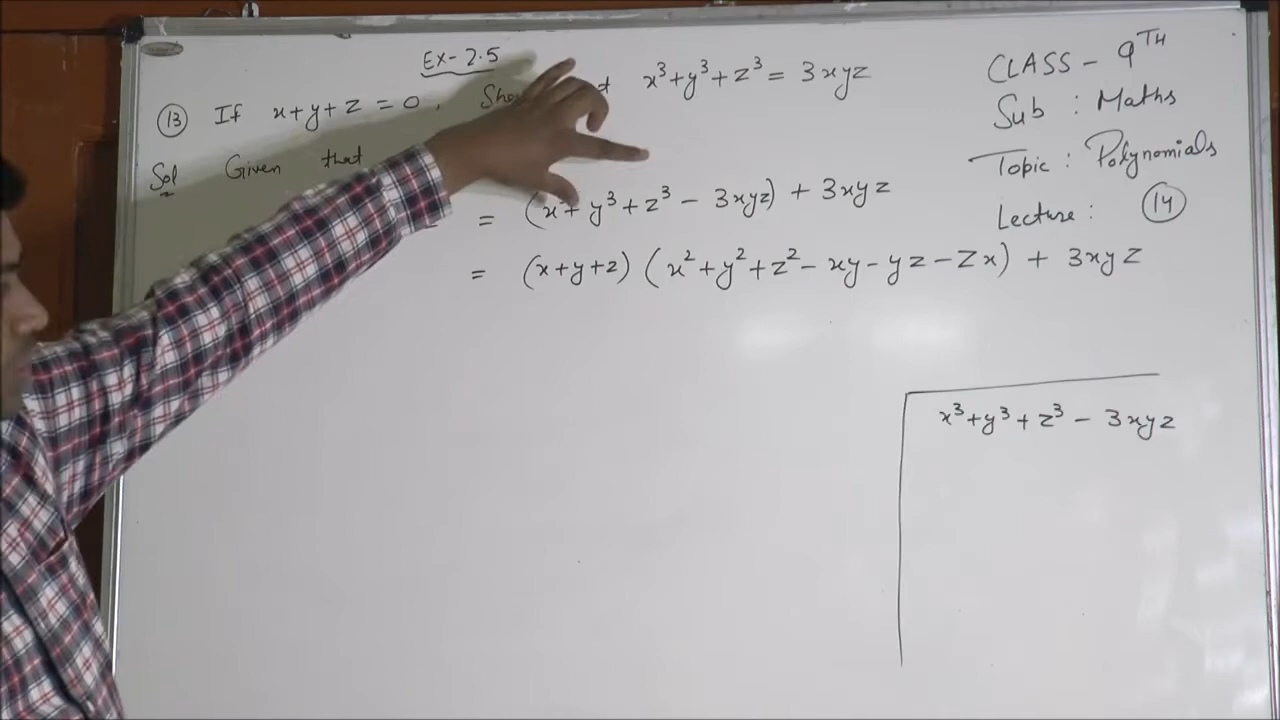 Ex- 2.5
(13) If x+y+z = 0, x³+y³+z³ = 3xyz
Sol Given that
= (x + y³+z³ - 3xyz) + 3xyz
= (x+y+z) (x²+y²+z²-xy-yz-zx) + 3xyz
CLASS - 9TH
Sub : Maths
Topic : Polynomials
Lecture : (14)
x³+y³+z³ - 3xyz